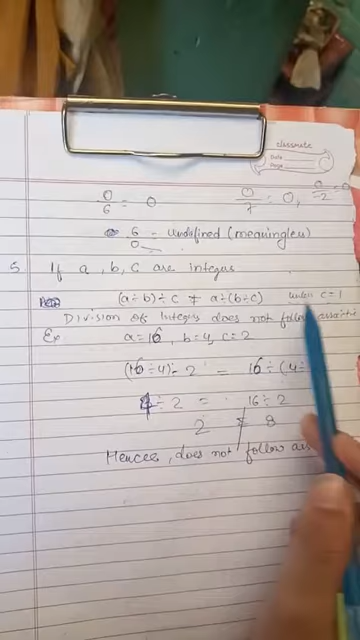 classmate
Date
Page
0/6 = 0    0/7 = 0, 0/-2 = 0
6/0 = undefined (meaningless)
5. If a, b, c are integers
(a÷b)÷c ≠ a÷(b÷c) unless c=1
Division of Integers does not follow
Ex a=16, b=4, c=2
(16÷4)÷2 = 16÷(4÷
4÷2 = 16÷2
2 ≠ 8
Hences, does not follow